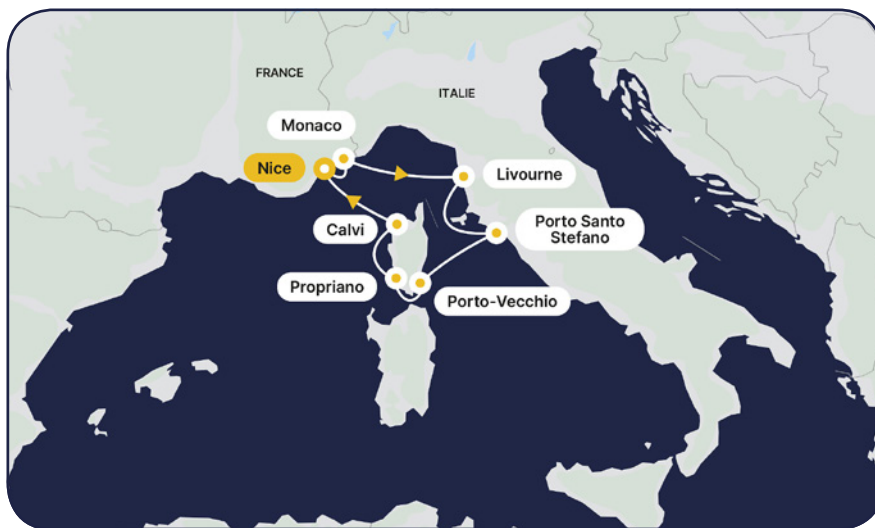 FRANCE
ITALIE
Monaco
Nice
Livourne
Calvi
Porto Santo
Stefano
Propriano
Porto-Vecchio